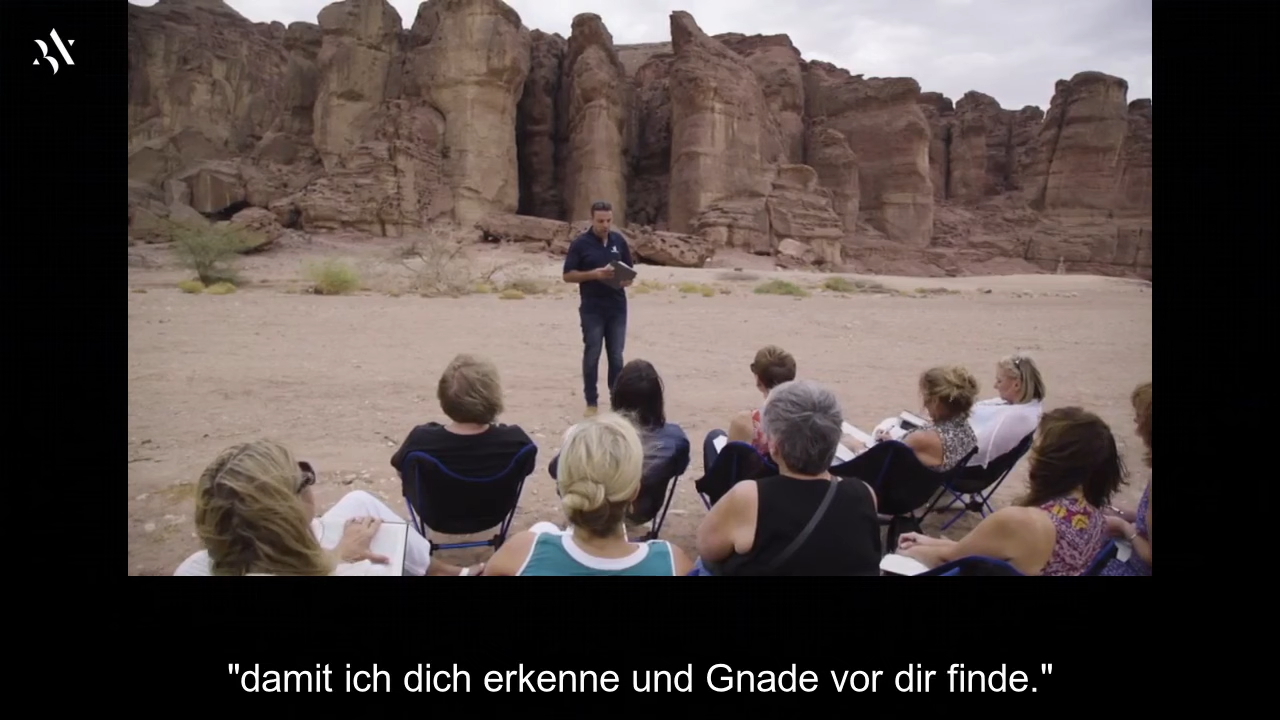 "damit ich dich erkenne und Gnade vor dir finde."